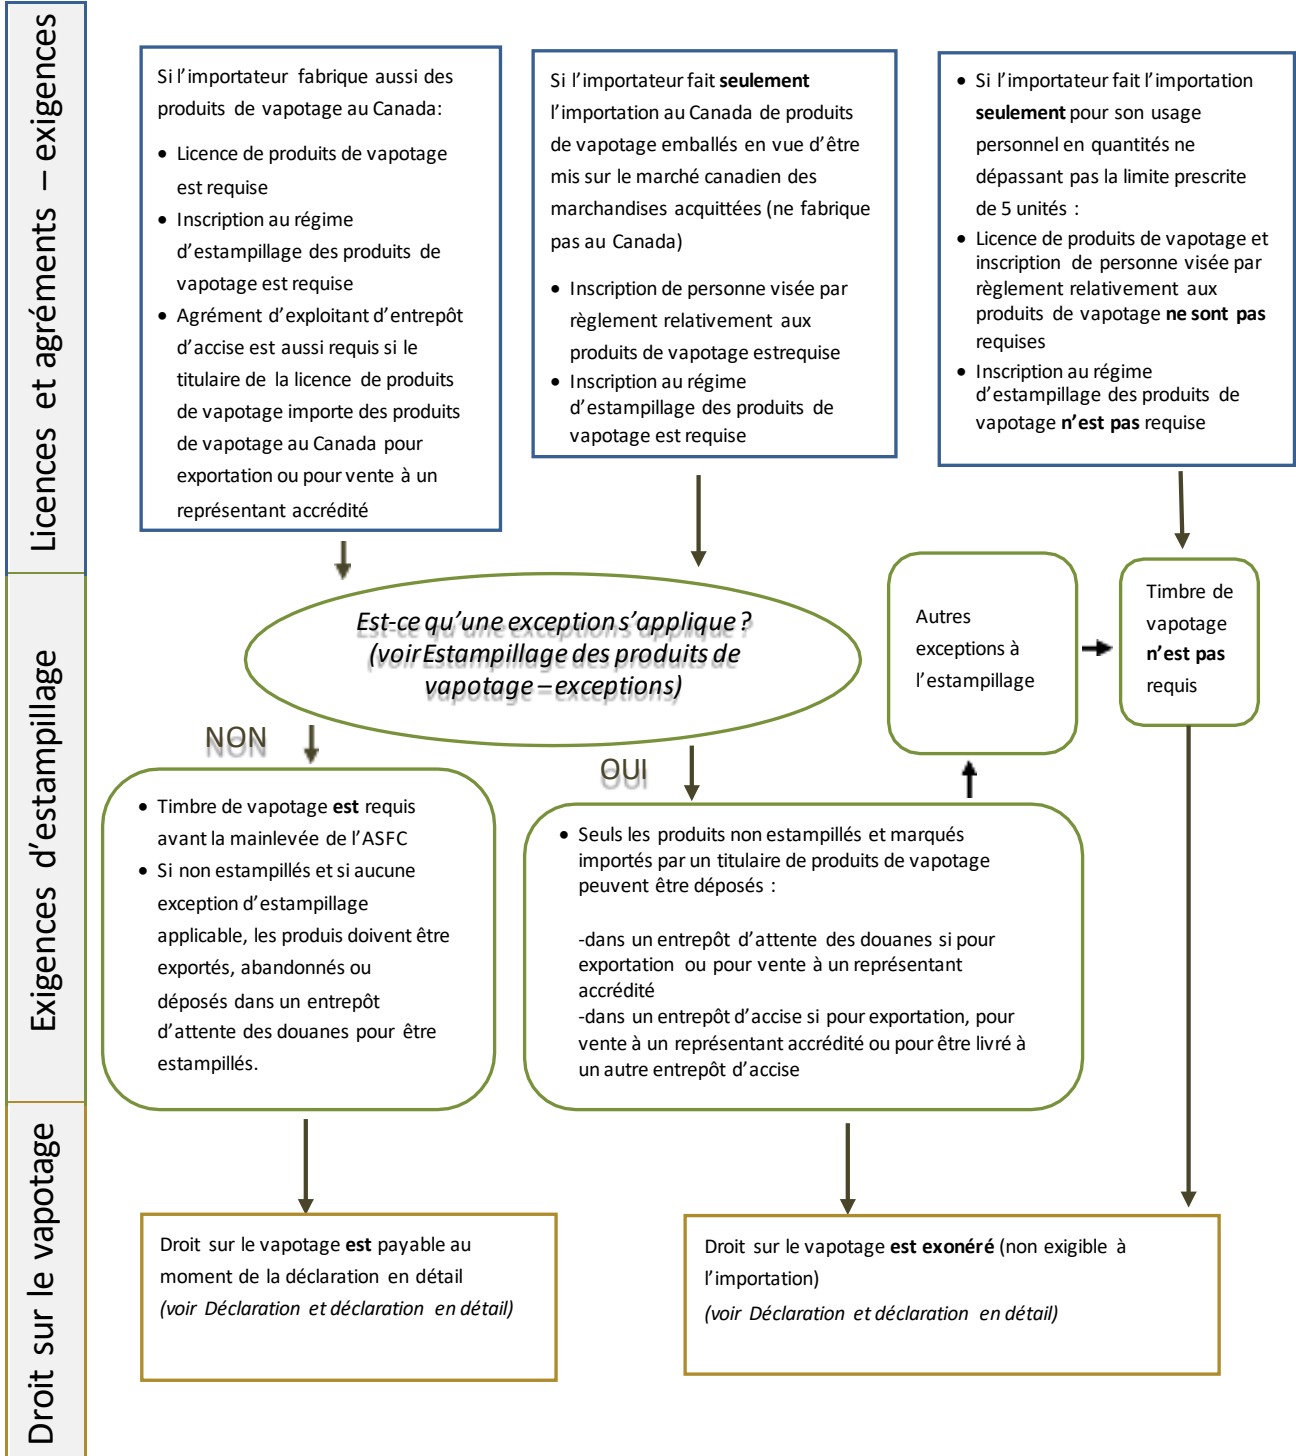 Licences et agréments – exigences
Si l'importateur fabrique aussi des
produits de vapotage au Canada:
• Licence de produits de vapotage
est requise
• Inscription au régime
d'estampillage des produits de
vapotage est requise
• Agrément d'exploitant d'entrepôt
d'accise est aussi requis si le
titulaire de la licence de produits
de vapotage importe des produits
de vapotage au Canada pour
exportation ou pour vente à un
représentant accrédité
Si l'importateur fait seulement
l'importation au Canada de produits
de vapotage emballés en vue d'être
mis sur le marché canadien des
marchandises acquittées (ne fabrique
pas au Canada)
• Inscription de personne visée par
règlement relativement aux
produits de vapotage estrequise
• Inscription au régime
d'estampillage des produits de
vapotage est requise
• Si l'importateur fait l'importation
seulement pour son usage
personnel en quantités ne
dépassant pas la limite prescrite
de 5 unités :
• Licence de produits de vapotage et
inscription de personne visée par
règlement relativement aux
produits de vapotage ne sont pas
requises
• Inscription au régime
d'estampillage des produits de
vapotage n'est pas requise
Exigences d'estampillage
Est-ce qu'une exception s'applique ?
(voir Estampillage des produits de
vapotage – exceptions)
Autres
exceptions à
l'estampillage
Timbre de
vapotage
n'est pas
requis
NON
OUI
• Timbre de vapotage est requis
avant la mainlevée de l'ASFC
• Si non estampillés et si aucune
exception d'estampillage
applicable, les produis doivent être
exportés, abandonnés ou
déposés dans un entrepôt
d'attente des douanes pour être
estampillés.
• Seuls les produits non estampillés et marqués
importés par un titulaire de produits de vapotage
peuvent être déposés :
-dans un entrepôt d'attente des douanes si pour
exportation ou pour vente à un représentant
accrédité
-dans un entrepôt d'accise si pour exportation, pour
vente à un représentant accrédité ou pour être livré à
un autre entrepôt d'accise
Droit sur le vapotage
Droit sur le vapotage est payable au
moment de la déclaration en détail
(voir Déclaration et déclaration en détail)
Droit sur le vapotage est exonéré (non exigible à
l'importation)
(voir Déclaration et déclaration en détail)